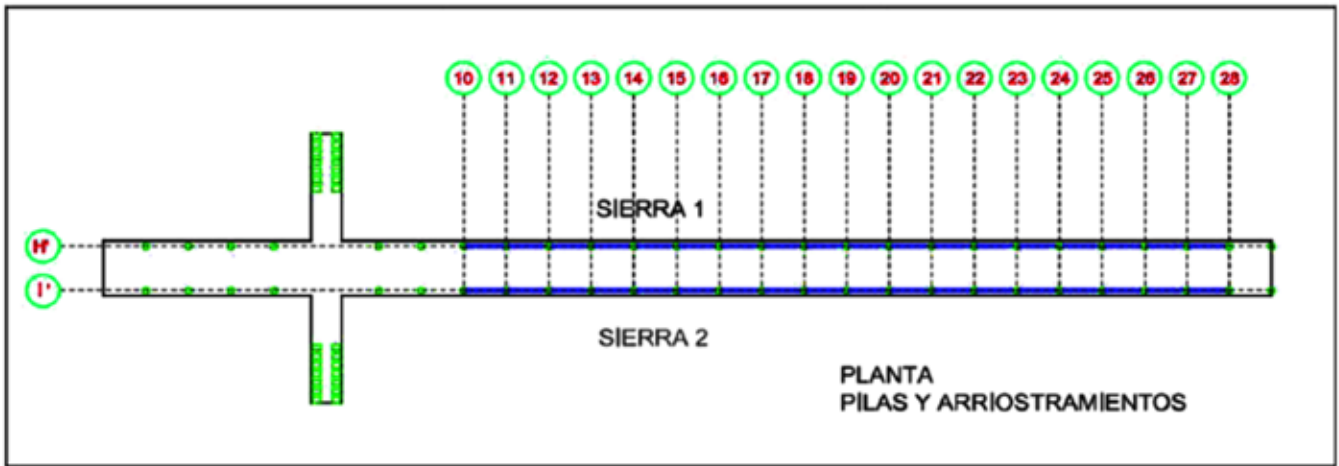 10 11 12 13 14 15 16 17 18 19 20 21 22 23 24 25 26 27 28
SIERRA 1
H'
I'
SIERRA 2
PLANTA
PILAS Y ARRIOSTRAMIENTOS